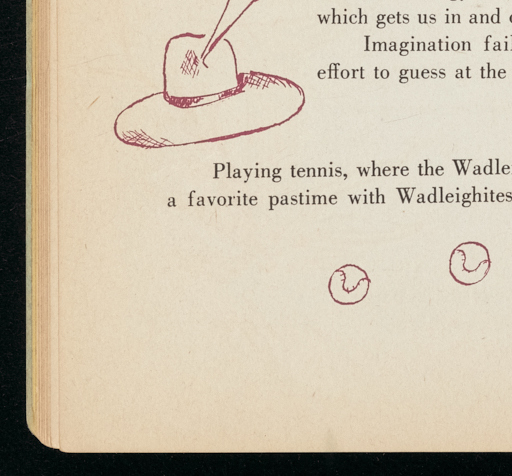 which gets us in and
Imagination fail
effort to guess at the
Playing tennis, where the Wadle
a favorite pastime with Wadleighites